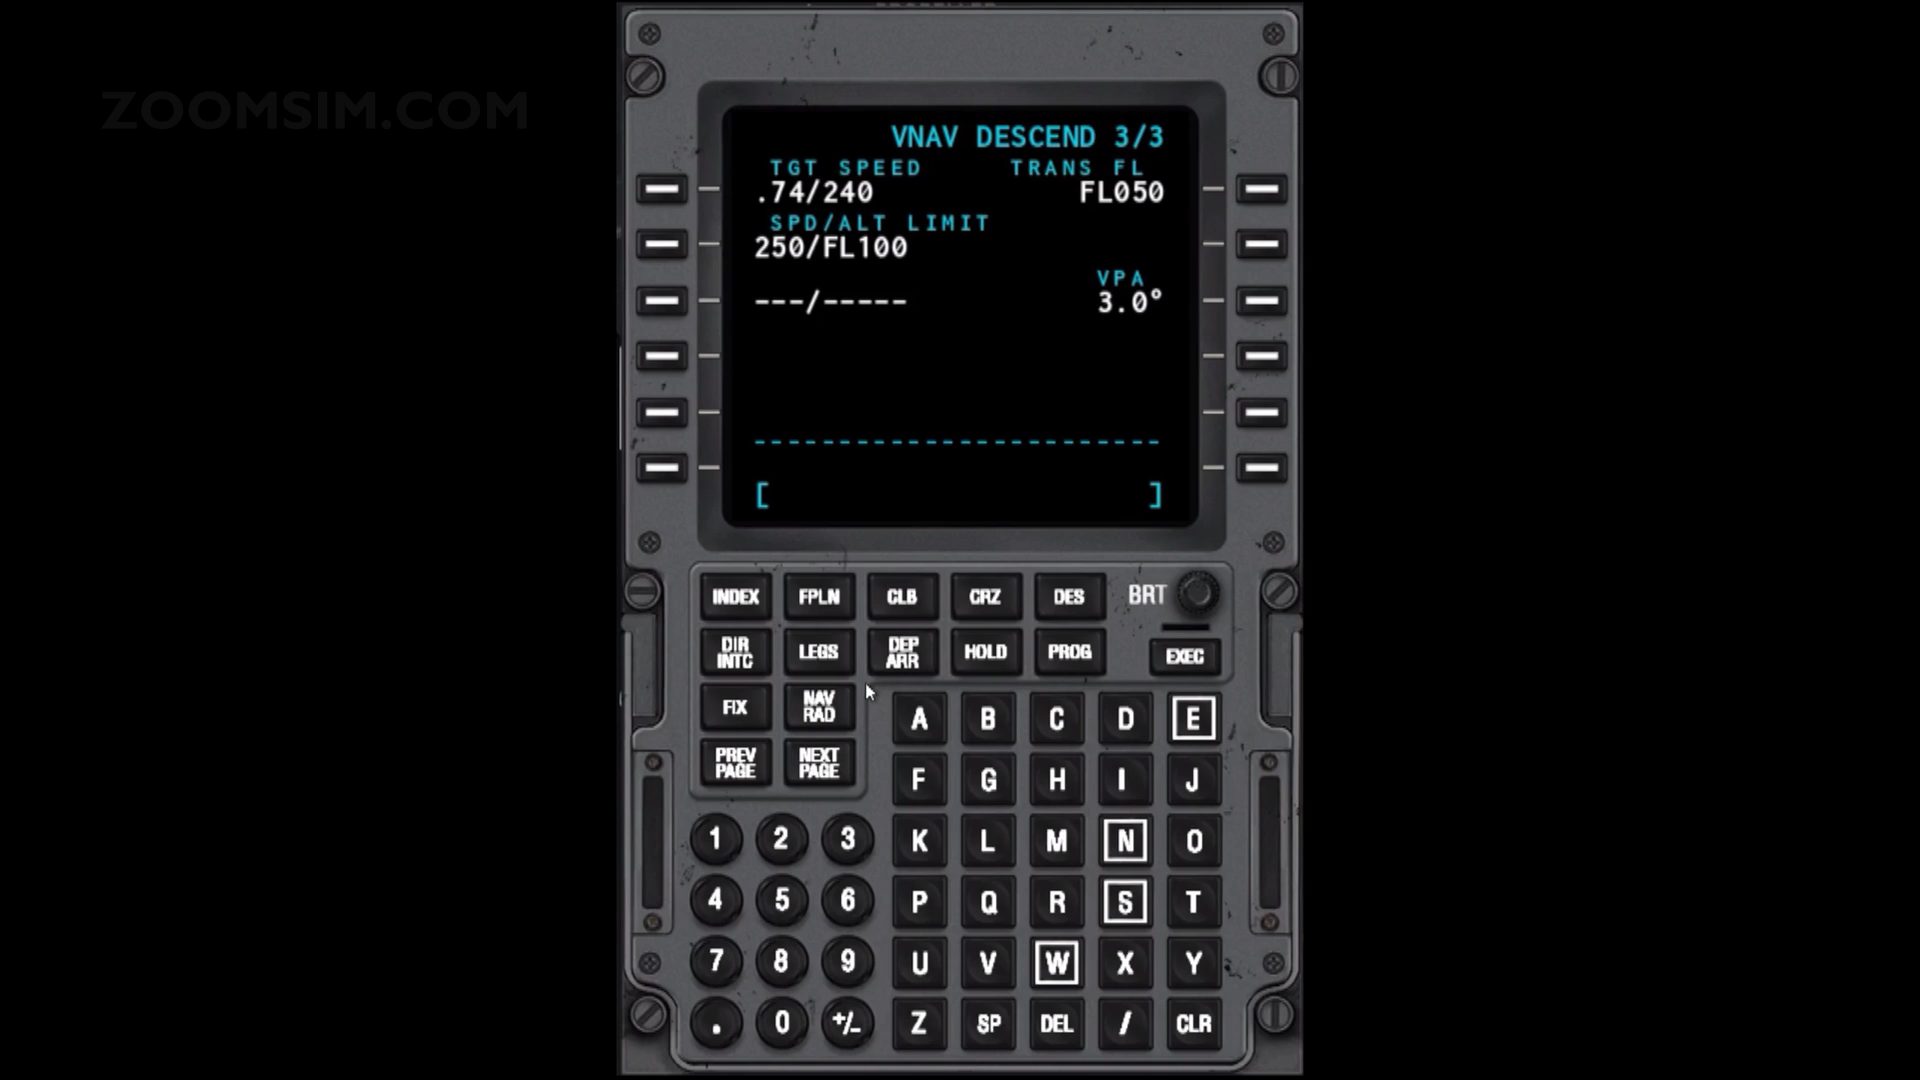 ZOOMSIM.COM
VNAV DESCEND 3/3
TGT SPEED TRANS FL
.74/240 FL050
SPD/ALT LIMIT
250/FL100
VPA
---/----- 3.0°
------------------------
[ ]
INDEX FPLN CLB CRZ DES BRT
DIR INTC LEGS DEP ARR HOLD PROG EXEC
FIX NAV RAD
PREV PAGE NEXT PAGE
A B C D E
F G H I J
1 2 3 K L M N O
4 5 6 P Q R S T
7 8 9 U V W X Y
. 0 +/- Z SP DEL / CLR